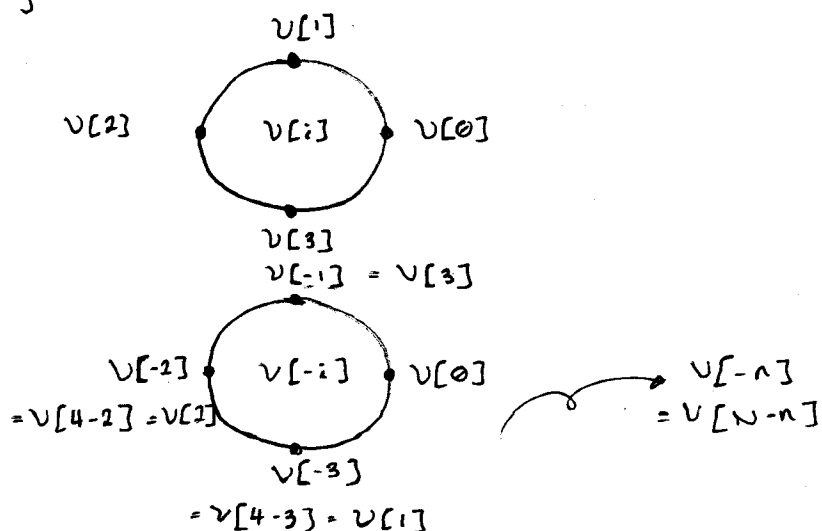 ]
v[1]
v[2] v[i] v[0]
v[3]
v[-1] = v[3]
v[-2] v[-i] v[0] v[-n]
= v[4-2] = v[2] = v[N-n]
v[-3]
= v[4-3] = v[1]